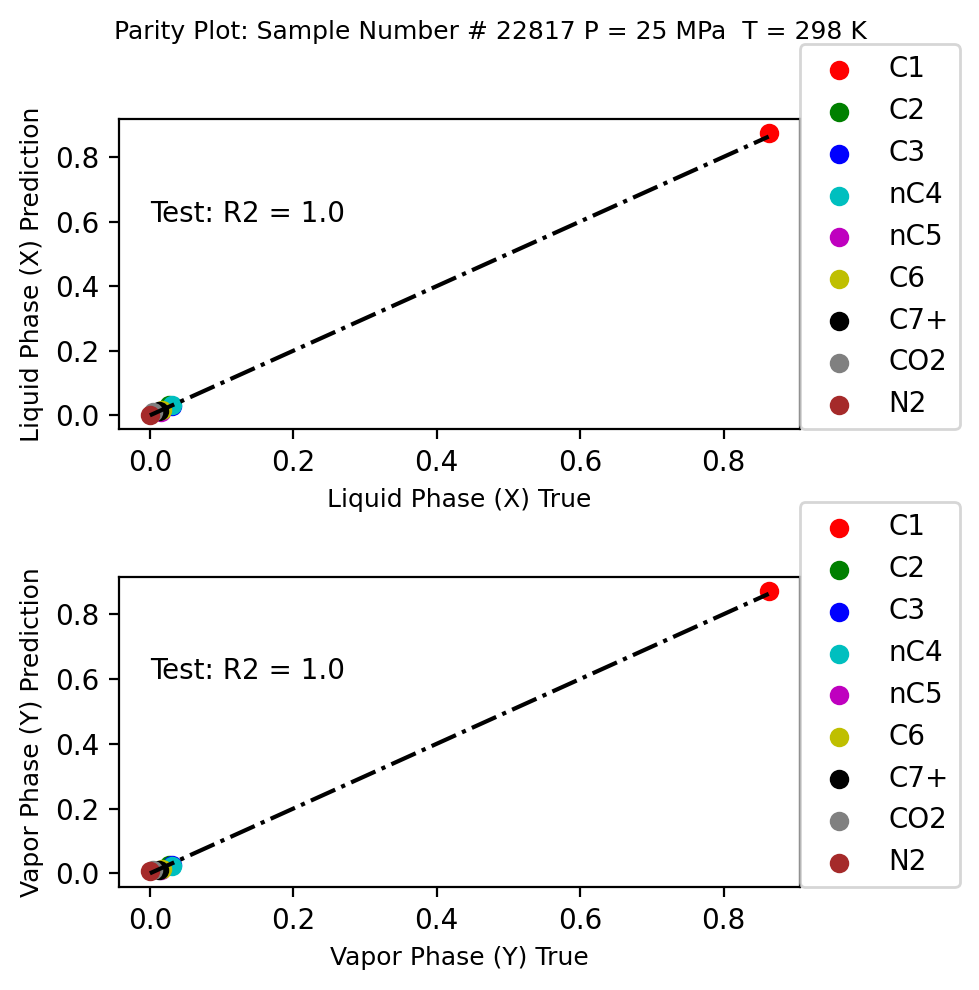 Parity Plot: Sample Number # 22817 P = 25 MPa  T = 298 K
Liquid Phase (X) Prediction
0.8
0.6
0.4
0.2
0.0
Test: R2 = 1.0
0.0 0.2 0.4 0.6 0.8
Liquid Phase (X) True
C1
C2
C3
nC4
nC5
C6
C7+
CO2
N2
Vapor Phase (Y) Prediction
0.8
0.6
0.4
0.2
0.0
Test: R2 = 1.0
0.0 0.2 0.4 0.6 0.8
Vapor Phase (Y) True
C1
C2
C3
nC4
nC5
C6
C7+
CO2
N2